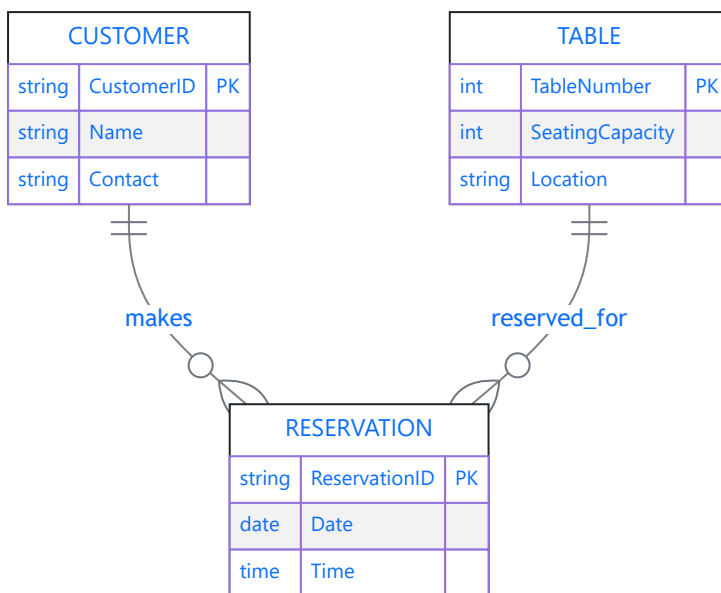 CUSTOMER
string CustomerID PK
string Name
string Contact
TABLE
int TableNumber PK
int SeatingCapacity
string Location
makes
reserved_for
RESERVATION
string ReservationID PK
date Date
time Time